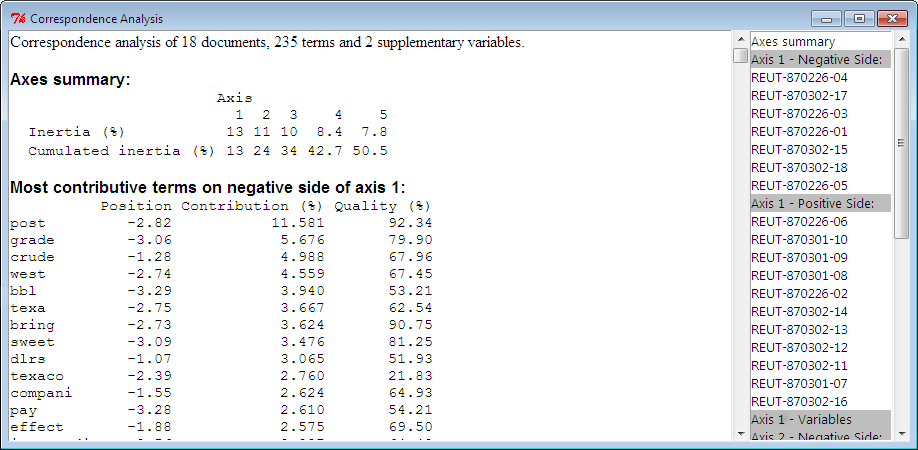 Correspondence Analysis
Correspondence analysis of 18 documents, 235 terms and 2 supplementary variables.
Axes summary:
Axis
1 2 3 4 5
Inertia (%) 13 11 10 8.4 7.8
Cumulated inertia (%) 13 24 34 42.7 50.5
Most contributive terms on negative side of axis 1:
Position Contribution (%) Quality (%)
post -2.82 11.581 92.34
grade -3.06 5.676 79.90
crude -1.28 4.988 67.96
west -2.74 4.559 67.45
bbl -3.29 3.940 53.21
texa -2.75 3.667 62.54
bring -2.73 3.624 90.75
sweet -3.09 3.476 81.25
dlrs -1.07 3.065 51.93
texaco -2.39 2.760 21.83
compani -1.55 2.624 64.93
pay -3.28 2.610 54.21
effect -1.88 2.575 69.50
Axes summary
Axis 1 - Negative Side:
REUT-870226-04
REUT-870302-17
REUT-870226-03
REUT-870226-01
REUT-870302-15
REUT-870302-18
REUT-870226-05
Axis 1 - Positive Side:
REUT-870226-06
REUT-870301-10
REUT-870301-09
REUT-870301-08
REUT-870226-02
REUT-870302-14
REUT-870302-13
REUT-870302-12
REUT-870302-11
REUT-870301-07
REUT-870302-16
Axis 1 - Variables
Axis 2 - Negative Side: